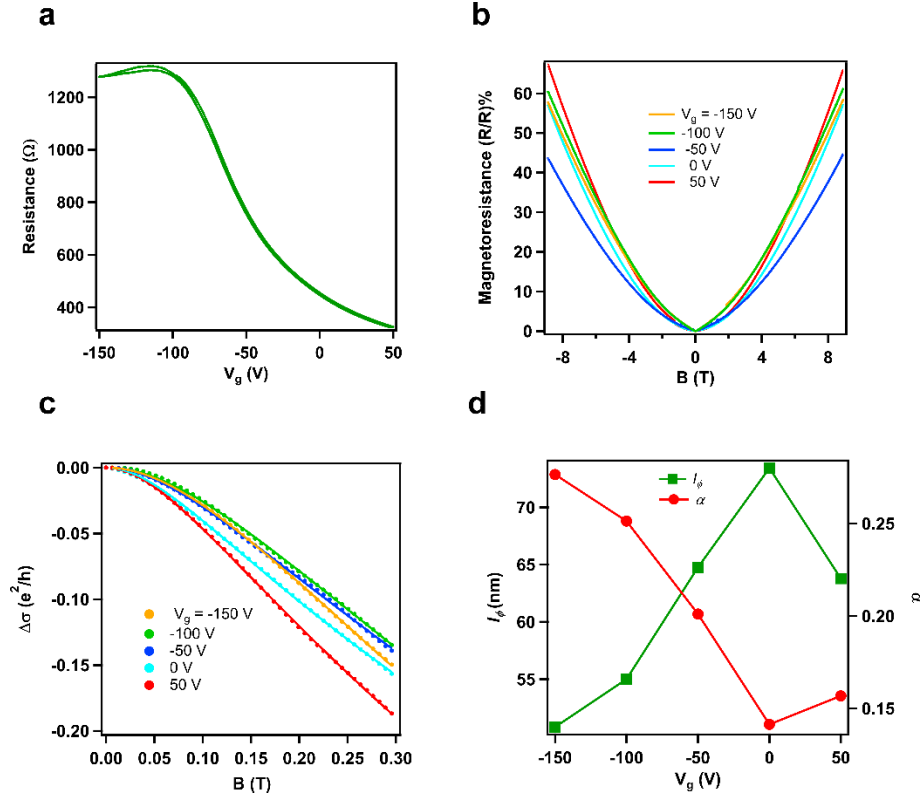 a
Resistance (Ω)
1200
1000
800
600
400
-150
-100
-50
0
50
Vg (V)
b
Magnetoresistance (R/R)%
60
50
40
30
20
10
0
-8
-4
0
4
8
B (T)
Vg = -150 V
-100 V
-50 V
0 V
50 V
c
Δσ (e²/h)
0.00
-0.05
-0.10
-0.15
-0.20
0.00
0.05
0.10
0.15
0.20
0.25
0.30
B (T)
Vg = -150 V
-100 V
-50 V
0 V
50 V
d
lϕ (nm)
70
65
60
55
lϕ
α
0.25
0.20
0.15
α
-150
-100
-50
0
50
Vg (V)